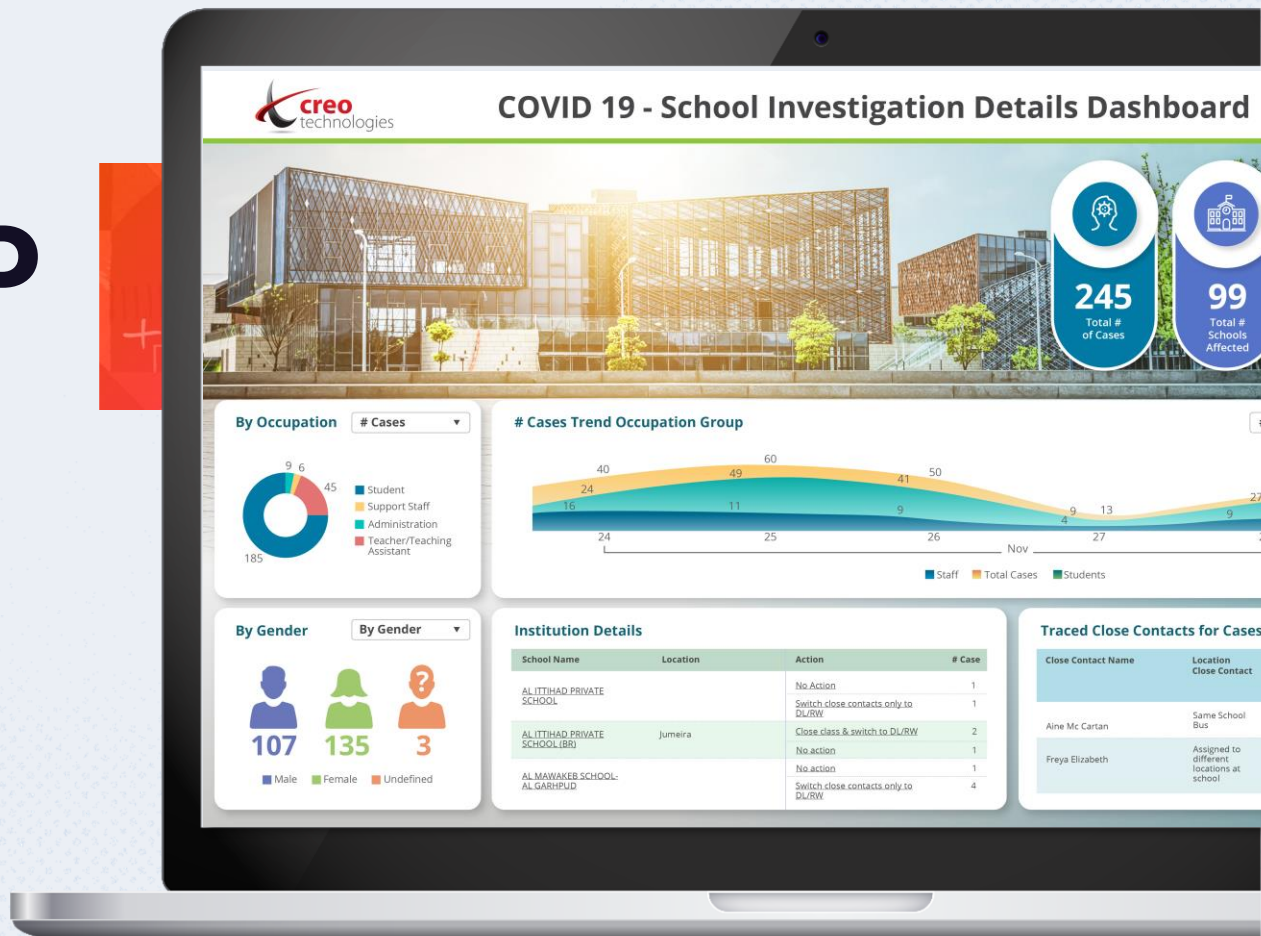 creo
technologies
COVID 19 - School Investigation Details Dashboard
245
Total #
of Cases
99
Total #
Schools
Affected
By Occupation
# Cases
9 6
45
185
Student
Support Staff
Administration
Teacher/Teaching
Assistant
# Cases Trend Occupation Group
40
24
16
60
49
11
50
41
9
9
4
13
27
9
24
25
26
27
Nov
Staff Total Cases Students
By Gender
By Gender
?
107 135 3
Male Female Undefined
Institution Details
School Name Location Action # Case
AL ITTIHAD PRIVATE
SCHOOL
No Action 1
Switch close contacts only to 1
DL/RW
AL ITTIHAD PRIVATE
SCHOOL (BR)
Jumeira
Close class & switch to DL/RW 2
No action 1
AL MAWAKEB SCHOOL-
AL GARHPUD
No action 1
Switch close contacts only to 4
DL/RW
Traced Close Contacts for Cases
Close Contact Name
Location
Close Contact
Aine Mc Cartan
Same School
Bus
Freya Elizabeth
Assigned to
different
locations at
school